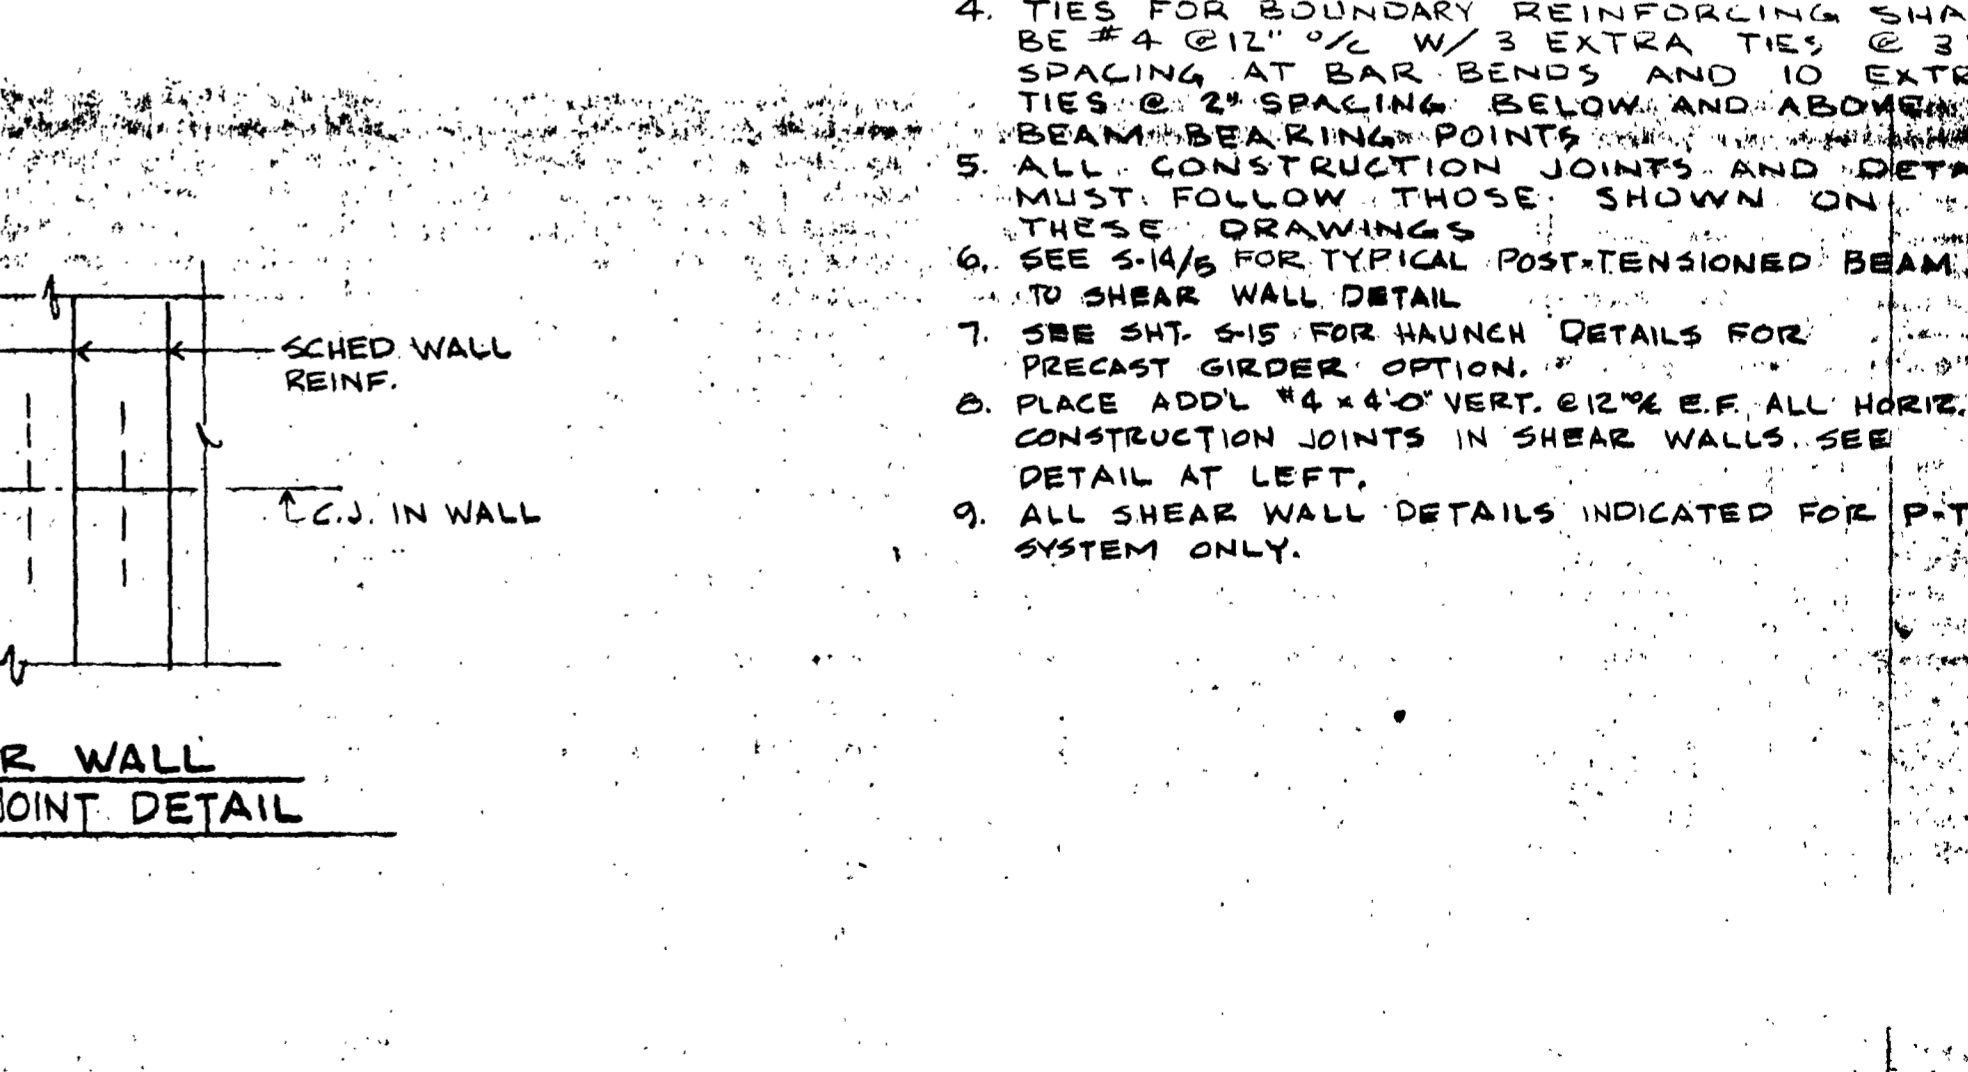 SCHED WALL
REINF.
C.J. IN WALL
R WALL
JOINT DETAIL
4. TIES FOR BOUNDARY REINFORCING SHA
BE #4 @12" o/c W/ 3 EXTRA TIES @ 3
SPACING AT BAR BENDS AND 10 EXTR
TIES @ 2" SPACING BELOW AND ABOVE
BEAM BEARING POINTS
5. ALL CONSTRUCTION JOINTS AND DETA
MUST FOLLOW THOSE SHOWN ON
THESE DRAWINGS
6. SEE S-14/5 FOR TYPICAL POST-TENSIONED BEAM
TO SHEAR WALL DETAIL
7. SEE SHT. S-15 FOR HAUNCH DETAILS FOR
PRECAST GIRDER OPTION.
8. PLACE ADD'L #4 x 4'-0" VERT. @12" o/c E.F. ALL HORIZ.
CONSTRUCTION JOINTS IN SHEAR WALLS. SEE
DETAIL AT LEFT.
9. ALL SHEAR WALL DETAILS INDICATED FOR P-T
SYSTEM ONLY.